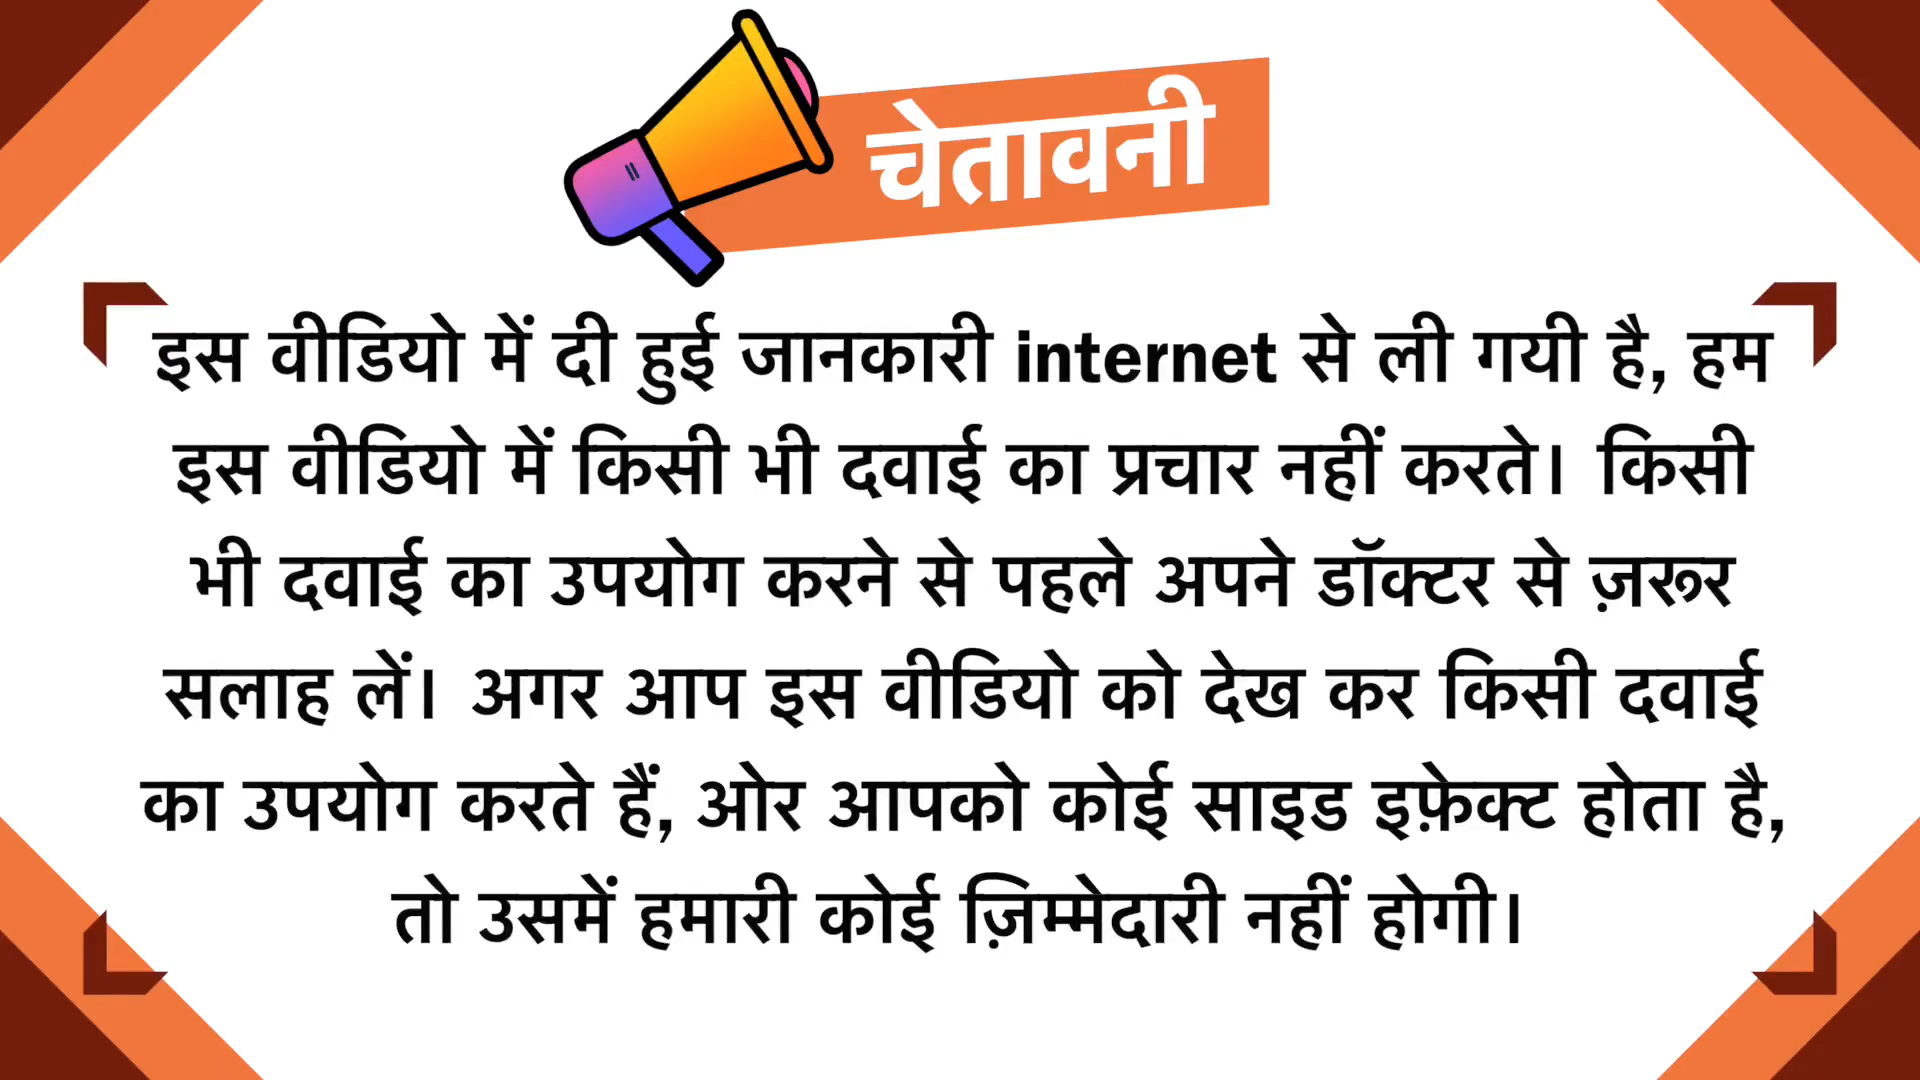 चेतावनी
इस वीडियो में दी हुई जानकारी internet से ली गयी है, हम
इस वीडियो में किसी भी दवाई का प्रचार नहीं करते। किसी
भी दवाई का उपयोग करने से पहले अपने डॉक्टर से ज़रूर
सलाह लें। अगर आप इस वीडियो को देख कर किसी दवाई
का उपयोग करते हैं, ओर आपको कोई साइड इफ़ेक्ट होता है,
तो उसमें हमारी कोई ज़िम्मेदारी नहीं होगी।